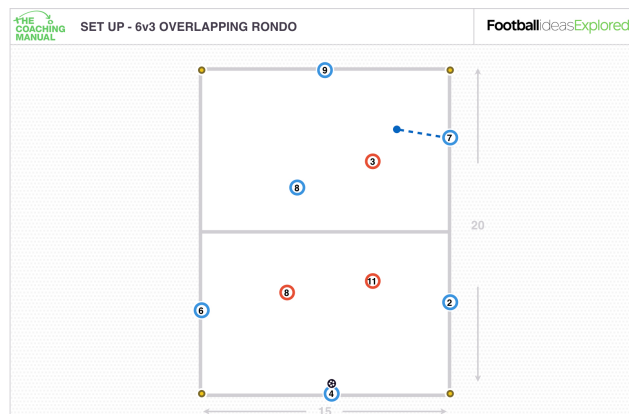 THE
COACHING
MANUAL
SET UP - 6v3 OVERLAPPING RONDO
FootballideasExplored
9
7
3
8
20
8
11
6
2
4
15